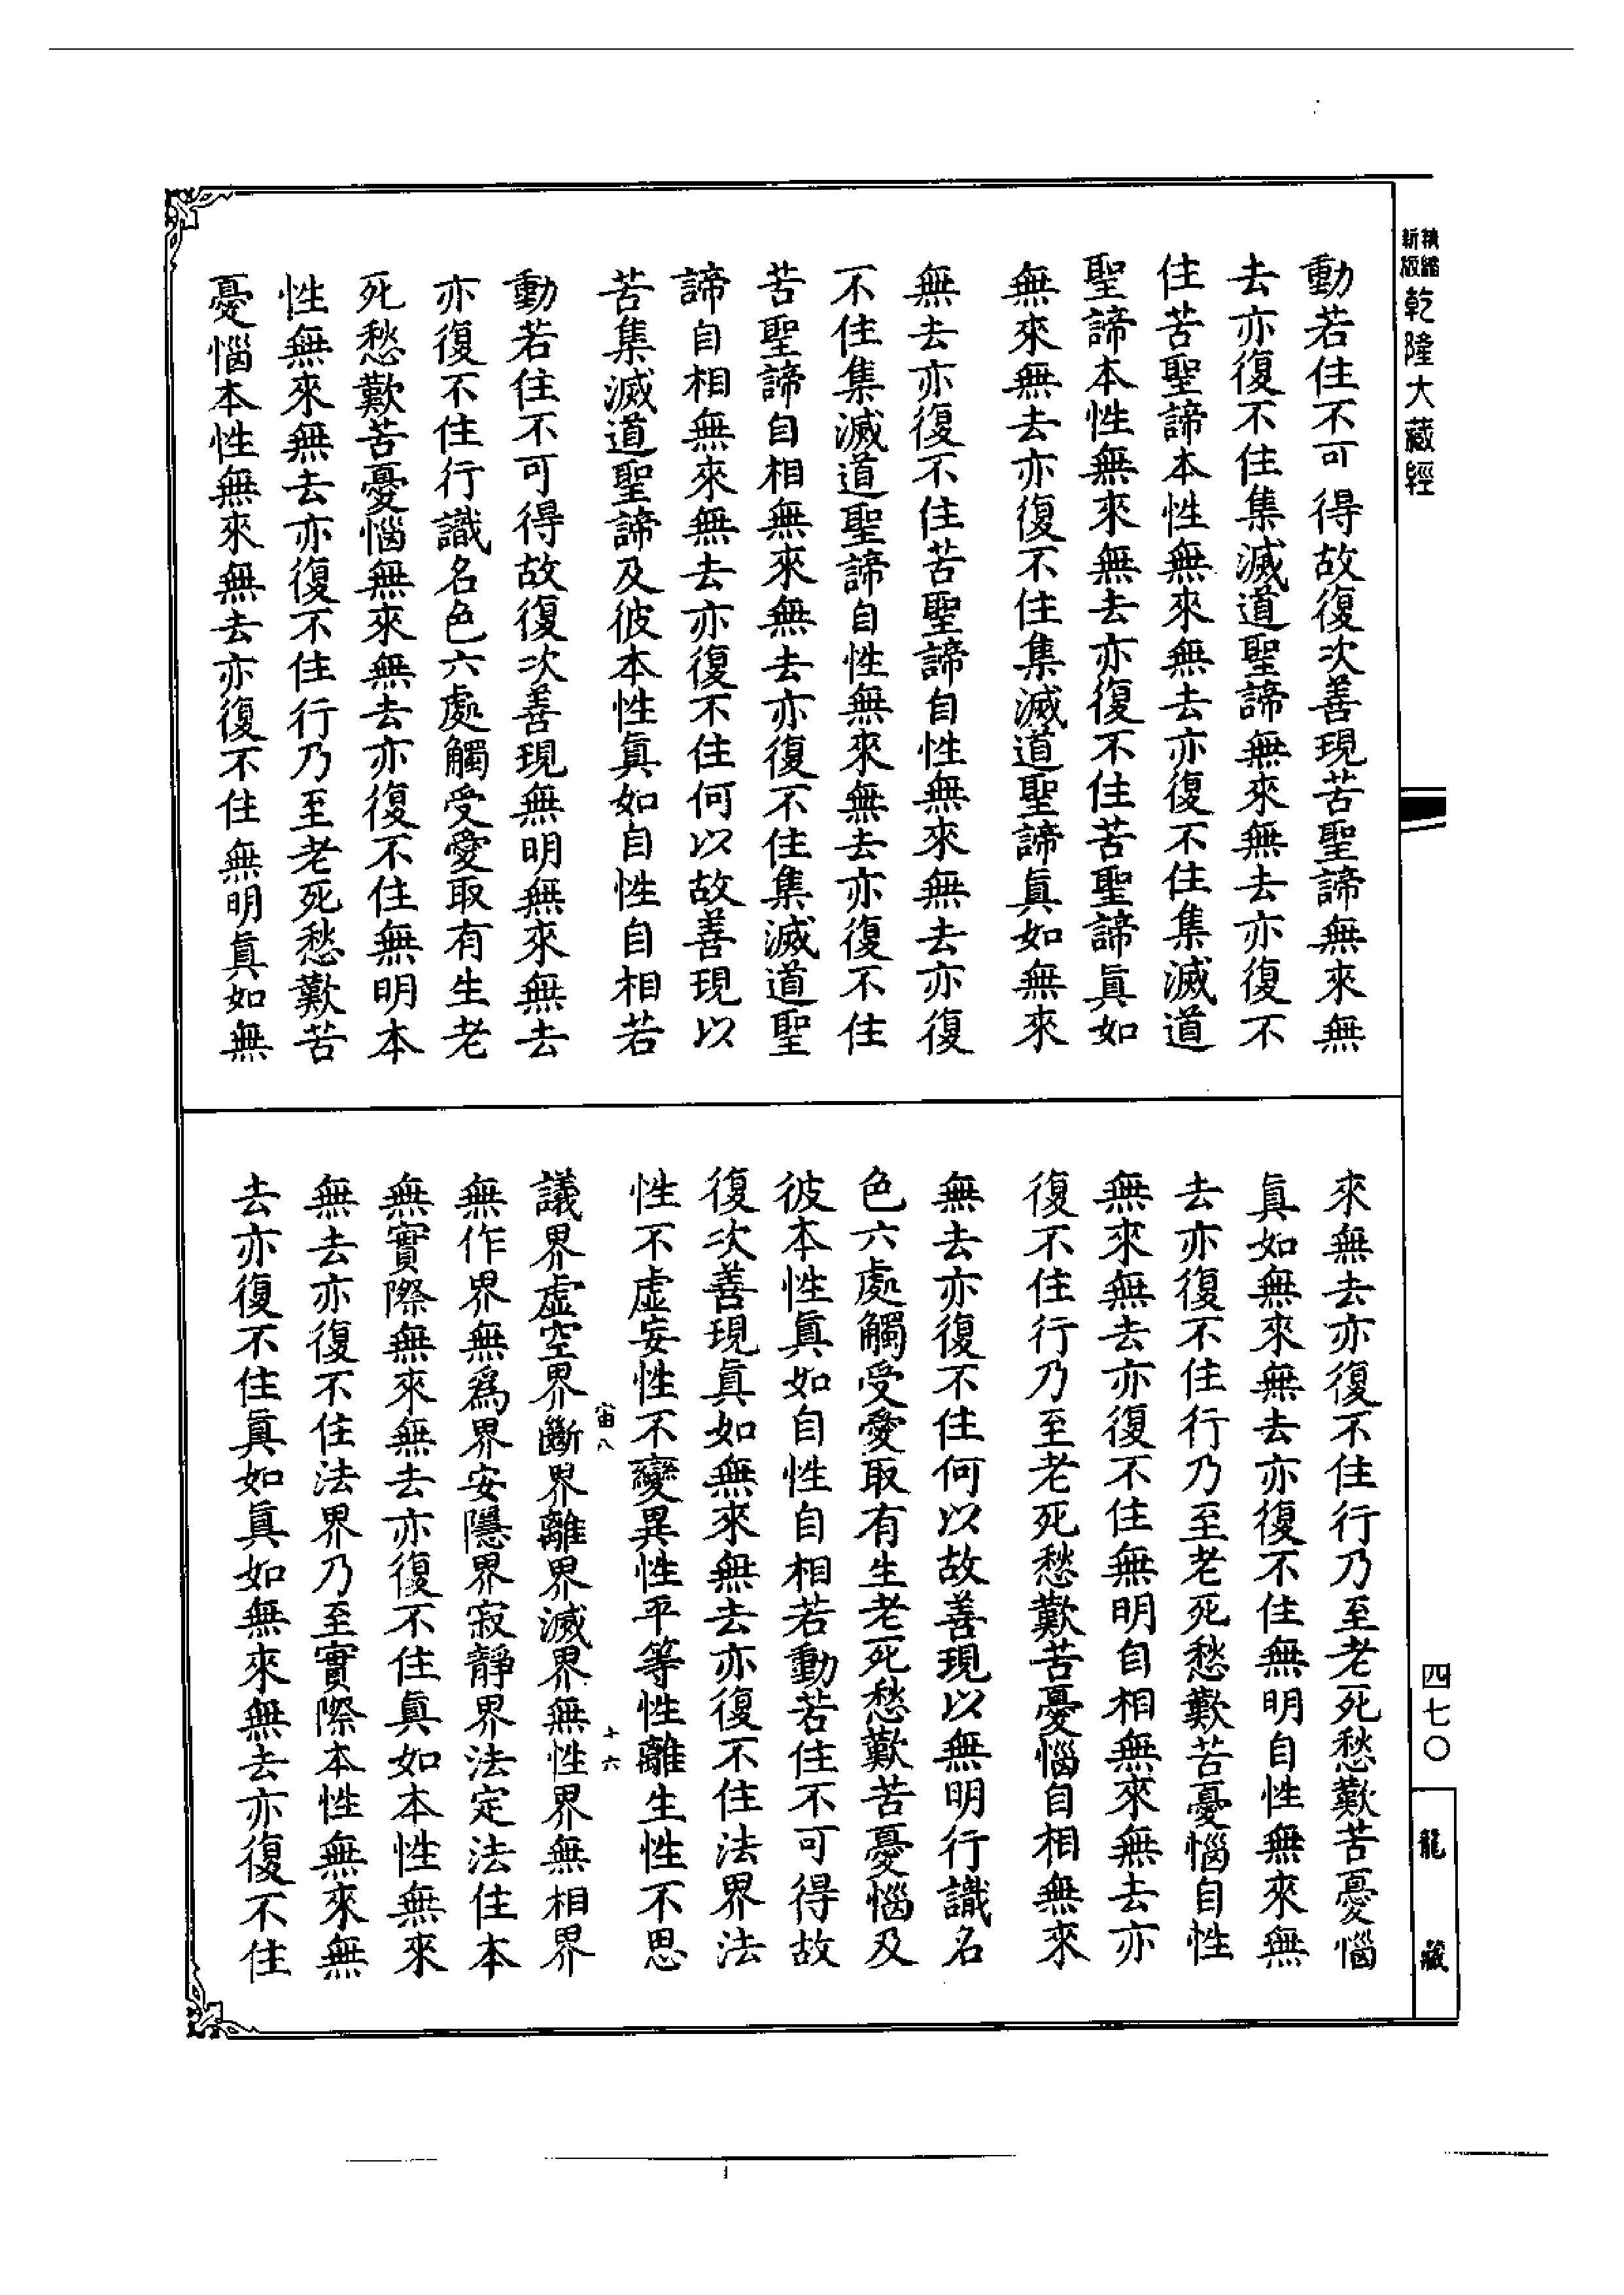 精縮新版乾隆大藏經
動若住不可得故復次善現苦聖諦無來無
去亦復不住集滅道聖諦無來無去亦復不
住苦聖諦本性無來無去亦復不住集滅道
聖諦本性無來無去亦復不住苦聖諦眞如
無來無去亦復不住集滅道聖諦眞如無來
無去亦復不住苦聖諦自性無來無去亦復
不住集滅道聖諦自性無來無去亦復不住
苦聖諦自相無來無去亦復不住集滅道聖
諦自相無來無去亦復不住何以故善現以
苦集滅道聖諦及彼本性眞如自性自相若
動若住不可得故復次善現無明無來無去
亦復不住行識名色六處觸受愛取有生老
死愁歎苦憂惱無來無去亦復不住無明本
性無來無去亦復不住行乃至老死愁歎苦
憂惱本性無來無去亦復不住無明眞如無
來無去亦復不住行乃至老死愁歎苦憂惱
眞如無來無去亦復不住無明自性無來無
去亦復不住行乃至老死愁歎苦憂惱自性
無來無去亦復不住無明自相無來無去亦
復不住行乃至老死愁歎苦憂惱自相無來
無去亦復不住何以故善現以無明行識名
色六處觸受愛取有生老死愁歎苦憂惱及
彼本性眞如自性自相若動若住不可得故
復次善現眞如無來無去亦復不住法界法
性不虛妄性不變異性平等性離生性不思
宙八 十六
議界虛空界斷界離界滅界無性界無相界
無作界無爲界安隱界寂靜界法定法住本
無實際無來無去亦復不住眞如本性無來
無去亦復不住法界乃至實際本性無來無
去亦復不住眞如眞如無來無去亦復不住
四七〇
龍藏